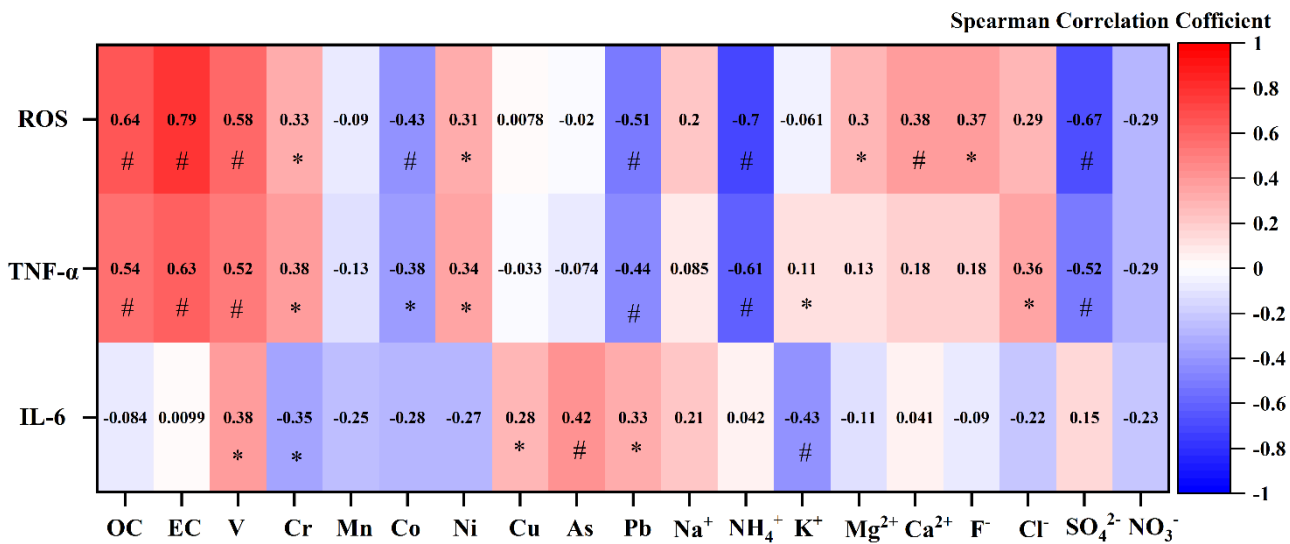 Spearman Correlation Cofficient
ROS 0.64 0.79 0.58 0.33 -0.09 -0.43 0.31 0.0078 -0.02 -0.51 0.2 -0.7 -0.061 0.3 0.38 0.37 0.29 -0.67 -0.29
# # # * # * # # * # * #
TNF-α 0.54 0.63 0.52 0.38 -0.13 -0.38 0.34 -0.033 -0.074 -0.44 0.085 -0.61 0.11 0.13 0.18 0.18 0.36 -0.52 -0.29
# # # * * * # # * * #
IL-6 -0.084 0.0099 0.38 -0.35 -0.25 -0.28 -0.27 0.28 0.42 0.33 0.21 0.042 -0.43 -0.11 0.041 -0.09 -0.22 0.15 -0.23
* * * # * #
OC EC V Cr Mn Co Ni Cu As Pb Na⁺ NH₄⁺ K⁺ Mg²⁺ Ca²⁺ F⁻ Cl⁻ SO₄²⁻ NO₃⁻
1
0.8
0.6
0.4
0.2
0
-0.2
-0.4
-0.6
-0.8
-1